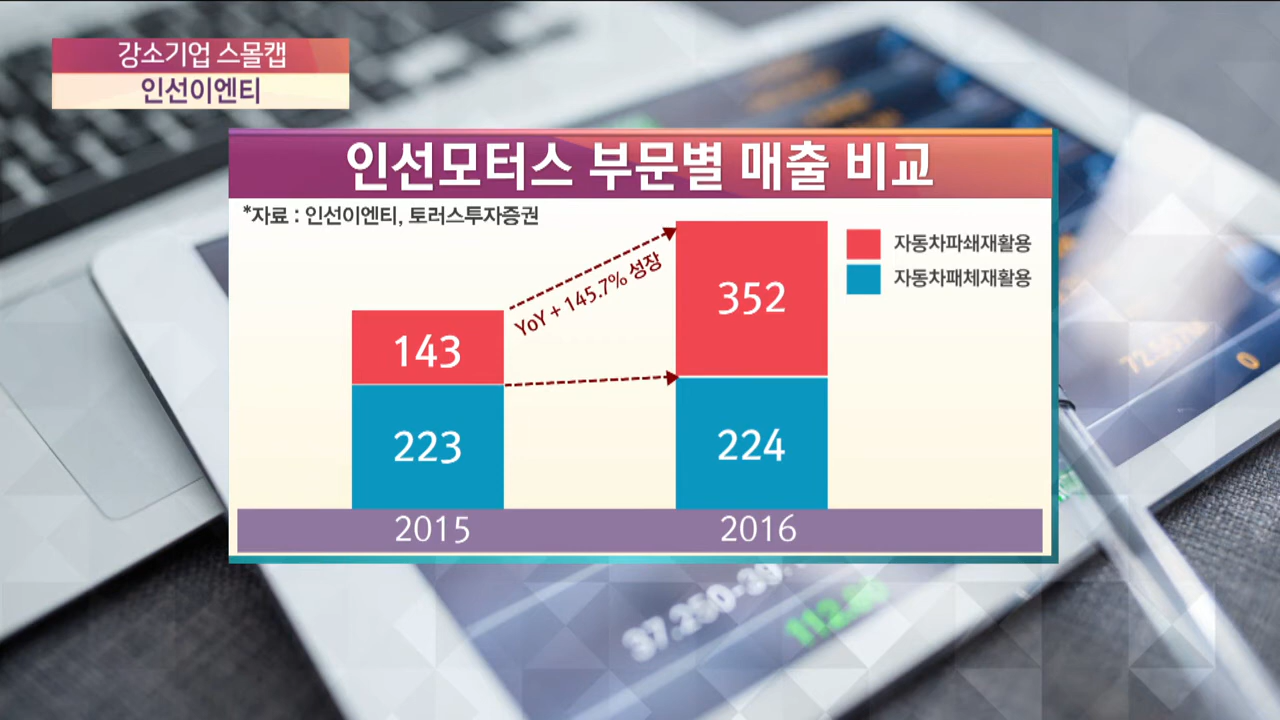 강소기업 스몰캡
인선이엔티
인선모터스 부문별 매출 비교
*자료 : 인선이엔티, 토러스투자증권
자동차파쇄재활용
자동차패체재활용
YoY + 145.7% 성장
143
352
223
224
2015
2016
0